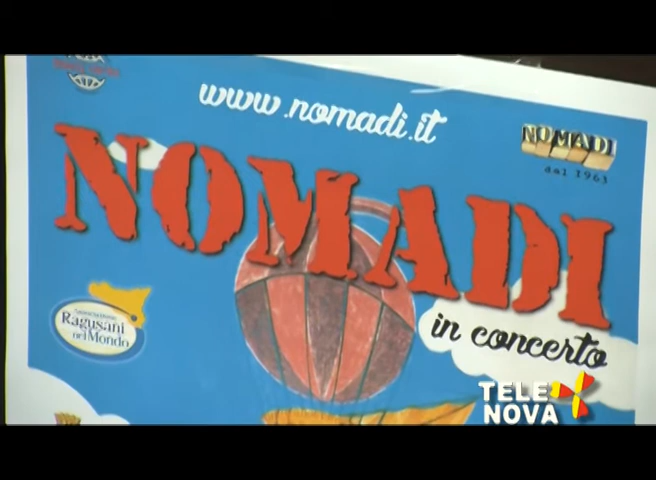 www.nomadi.it
NOMADI
dal 1963
NOMADI
in concerto
Ragusani
nel Mondo
TELE
NOVA